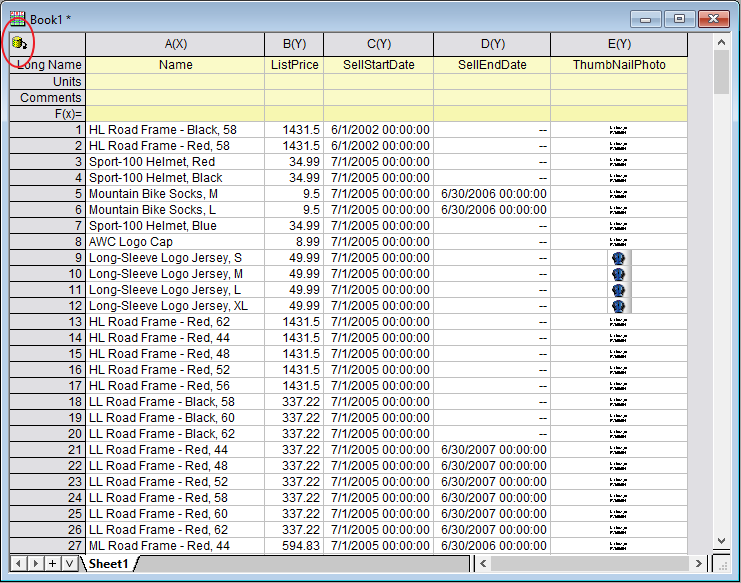 Book1 *
A(X) B(Y) C(Y) D(Y) E(Y)
Long Name Name ListPrice SellStartDate SellEndDate ThumbNailPhoto
Units
Comments
F(x)=
1 HL Road Frame - Black, 58 1431.5 6/1/2002 00:00:00 --
2 HL Road Frame - Red, 58 1431.5 6/1/2002 00:00:00 --
3 Sport-100 Helmet, Red 34.99 7/1/2005 00:00:00 --
4 Sport-100 Helmet, Black 34.99 7/1/2005 00:00:00 --
5 Mountain Bike Socks, M 9.5 7/1/2005 00:00:00 6/30/2006 00:00:00
6 Mountain Bike Socks, L 9.5 7/1/2005 00:00:00 6/30/2006 00:00:00
7 Sport-100 Helmet, Blue 34.99 7/1/2005 00:00:00 --
8 AWC Logo Cap 8.99 7/1/2005 00:00:00 --
9 Long-Sleeve Logo Jersey, S 49.99 7/1/2005 00:00:00 --
10 Long-Sleeve Logo Jersey, M 49.99 7/1/2005 00:00:00 --
11 Long-Sleeve Logo Jersey, L 49.99 7/1/2005 00:00:00 --
12 Long-Sleeve Logo Jersey, XL 49.99 7/1/2005 00:00:00 --
13 HL Road Frame - Red, 62 1431.5 7/1/2005 00:00:00 --
14 HL Road Frame - Red, 44 1431.5 7/1/2005 00:00:00 --
15 HL Road Frame - Red, 48 1431.5 7/1/2005 00:00:00 --
16 HL Road Frame - Red, 52 1431.5 7/1/2005 00:00:00 --
17 HL Road Frame - Red, 56 1431.5 7/1/2005 00:00:00 --
18 LL Road Frame - Black, 58 337.22 7/1/2005 00:00:00 --
19 LL Road Frame - Black, 60 337.22 7/1/2005 00:00:00 --
20 LL Road Frame - Black, 62 337.22 7/1/2005 00:00:00 --
21 LL Road Frame - Red, 44 337.22 7/1/2005 00:00:00 6/30/2007 00:00:00
22 LL Road Frame - Red, 48 337.22 7/1/2005 00:00:00 6/30/2007 00:00:00
23 LL Road Frame - Red, 52 337.22 7/1/2005 00:00:00 6/30/2007 00:00:00
24 LL Road Frame - Red, 58 337.22 7/1/2005 00:00:00 6/30/2007 00:00:00
25 LL Road Frame - Red, 60 337.22 7/1/2005 00:00:00 6/30/2007 00:00:00
26 LL Road Frame - Red, 62 337.22 7/1/2005 00:00:00 6/30/2007 00:00:00
27 ML Road Frame - Red, 44 594.83 7/1/2005 00:00:00 6/30/2007 00:00:00
Sheet1